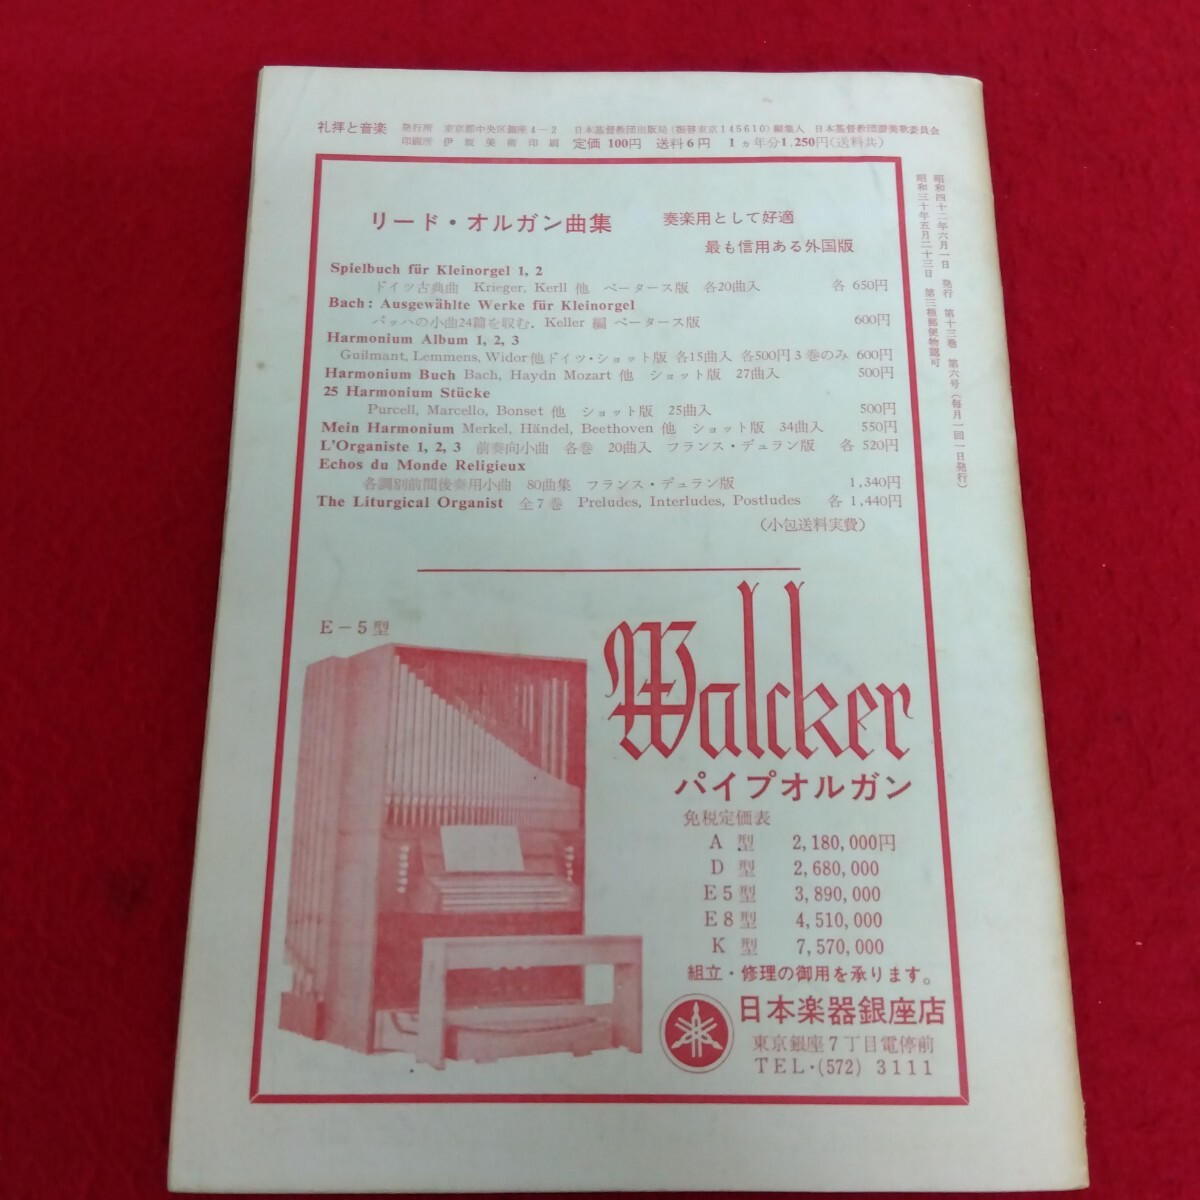 礼拝と音楽 発行所 東京都中央区銀座4−2 日本基督教団出版局(振替東京145610)編集人 日本基督教団讃美歌委員会
印刷所 伊坂美術印刷 定価 100円 送料6円 1ヵ年分1,250円(送料共)
昭和四十二年六月一日 発行 第十三巻 第六号(毎月一回一日発行)
昭和三十年五月二十三日 第三種郵便物認可
リード・オルガン曲集 奏楽用として好適
最も信用ある外国版
Spielbuch für Kleinorgel 1, 2
ドイツ古典曲 Krieger, Kerll 他 ペータース版 各20曲入 各 650円
Bach: Ausgewählte Werke für Kleinorgel
バッハの小曲24篇を収む. Keller 編 ペータース版 600円
Harmonium Album 1, 2, 3
Guilmant, Lemmens, Widor他ドイツ・ショット版 各15曲入 各500円 3巻のみ 600円
Harmonium Buch Bach, Haydn Mozart 他 ショット版 27曲入 500円
25 Harmonium Stücke
Purcell, Marcello, Bonset 他 ショット版 25曲入 500円
Mein Harmonium Merkel, Händel, Beethoven 他 ショット版 34曲入 550円
L'Organiste 1, 2, 3 前奏向小曲 各巻 20曲入 フランス・デュラン版 各 520円
Echos du Monde Religieux
各調別前間後奏用小曲 80曲集 フランス・デュラン版 1,340円
The Liturgical Organist 全7巻 Preludes, Interludes, Postludes 各 1,440円
(小包送料実費)
E−5型
Walcker
パイプオルガン
免税定価表
A 型 2,180,000円
D 型 2,680,000
E5型 3,890,000
E8型 4,510,000
K 型 7,570,000
組立・修理の御用を承ります。
日本楽器銀座店
東京銀座7丁目電停前
TEL・(572) 3111